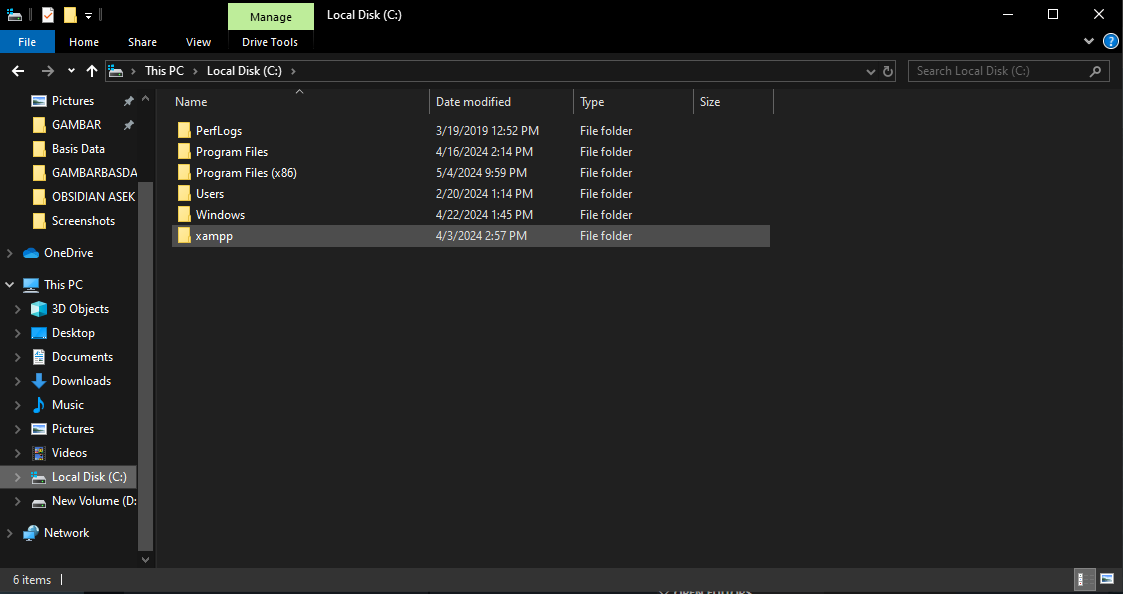 Manage
Local Disk (C:)
File
Home
Share
View
Drive Tools
This PC
Local Disk (C:)
Search Local Disk (C:)
Pictures
GAMBAR
Basis Data
GAMBARBASDA
OBSIDIAN ASEK
Screenshots
OneDrive
This PC
3D Objects
Desktop
Documents
Downloads
Music
Pictures
Videos
Local Disk (C:)
New Volume (D:
Network
Name Date modified Type Size
PerfLogs 3/19/2019 12:52 PM File folder
Program Files 4/16/2024 2:14 PM File folder
Program Files (x86) 5/4/2024 9:59 PM File folder
Users 2/20/2024 1:14 PM File folder
Windows 4/22/2024 1:45 PM File folder
xampp 4/3/2024 2:57 PM File folder
6 items
OPEN EDITORS